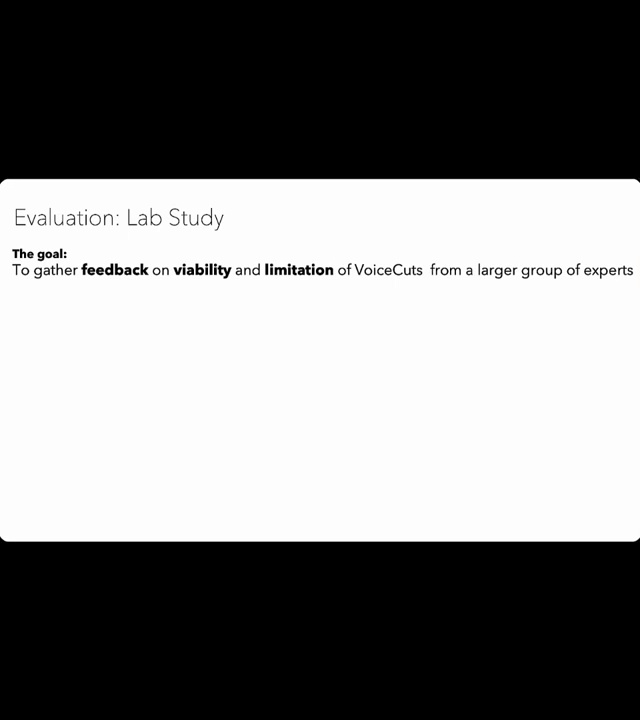 Evaluation: Lab Study
The goal:
To gather feedback on viability and limitation of VoiceCuts from a larger group of experts